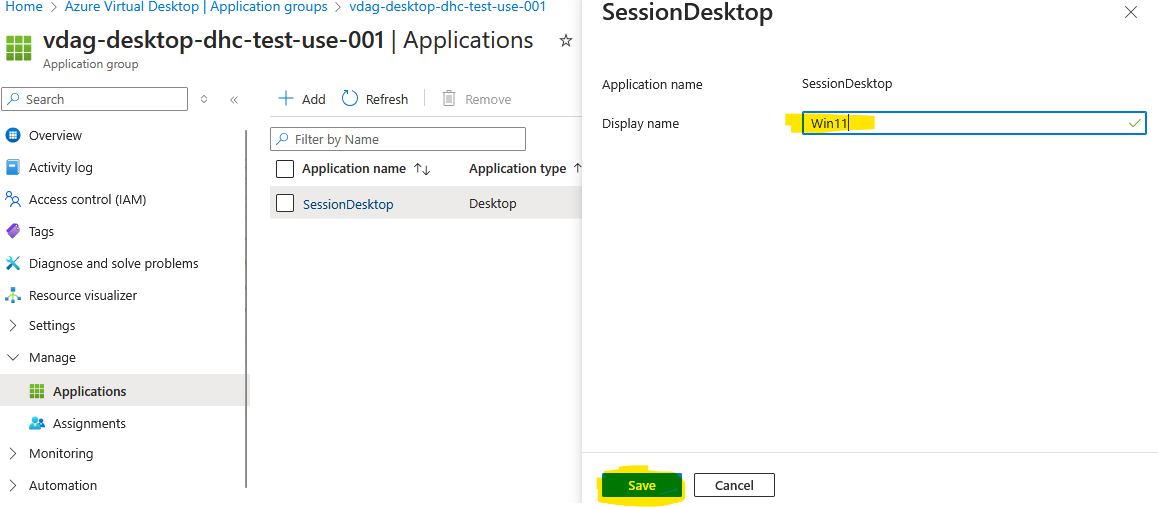 Home > Azure Virtual Desktop | Application groups > vdag-desktop-dhc-test-use-001
vdag-desktop-dhc-test-use-001 | Applications
Application group
Search
«
Add
Refresh
Remove
Overview
Activity log
Access control (IAM)
Tags
Diagnose and solve problems
Resource visualizer
Settings
Manage
Applications
Assignments
Monitoring
Automation
Filter by Name
Application name ↑↓ Application type ↑
SessionDesktop Desktop
SessionDesktop
Application name SessionDesktop
Display name Win11
Save Cancel